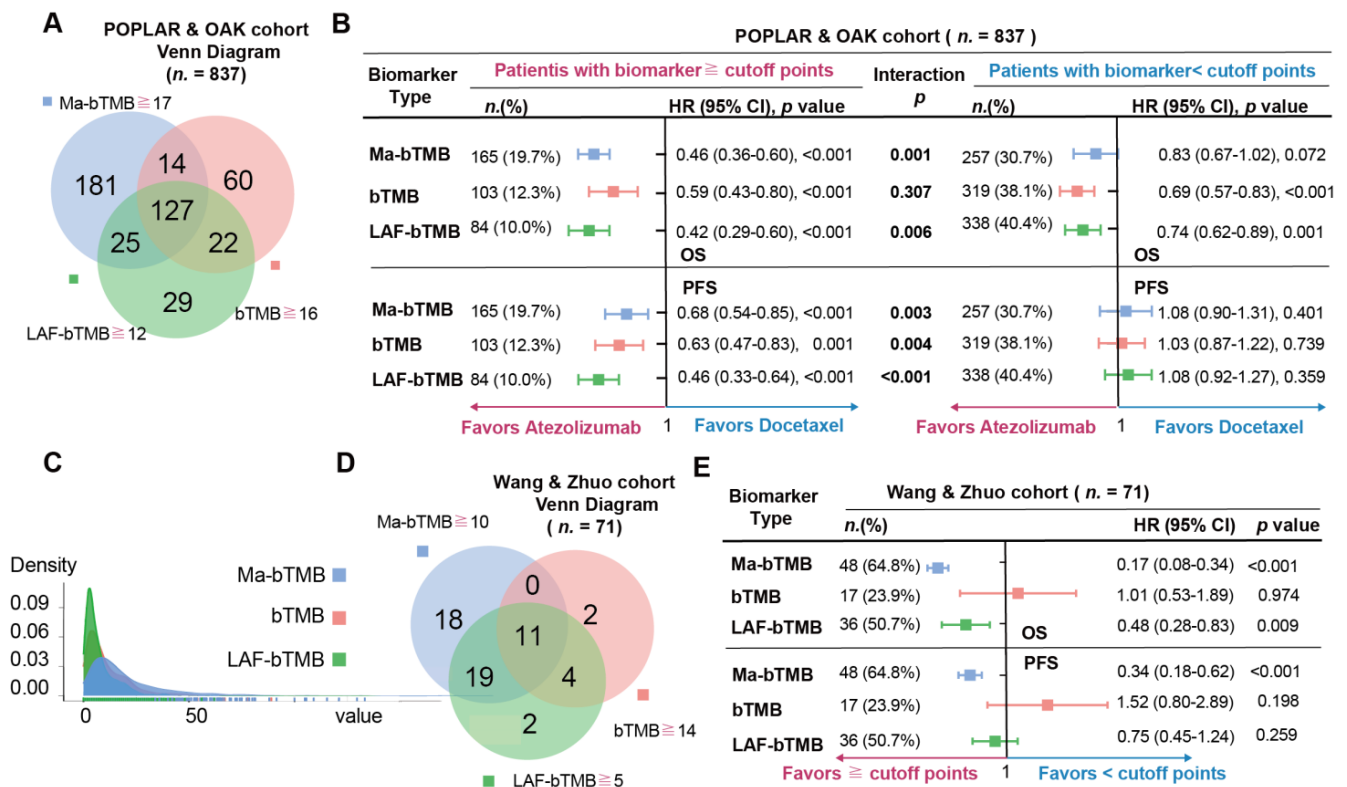 A
POPLAR & OAK cohort
Venn Diagram
(n. = 837)
Ma-bTMB≧17
181
14
60
127
25
22
29
bTMB≧16
LAF-bTMB≧12
B
POPLAR & OAK cohort ( n. = 837 )
Biomarker Type
Patientis with biomarker≧ cutoff points
Interaction p
Patients with biomarker< cutoff points
n.(%) HR (95% CI), p value n.(%) HR (95% CI), p value
Ma-bTMB 165 (19.7%) 0.46 (0.36-0.60), <0.001 0.001 257 (30.7%) 0.83 (0.67-1.02), 0.072
bTMB 103 (12.3%) 0.59 (0.43-0.80), <0.001 0.307 319 (38.1%) 0.69 (0.57-0.83), <0.001
LAF-bTMB 84 (10.0%) 0.42 (0.29-0.60), <0.001 0.006 338 (40.4%) 0.74 (0.62-0.89), 0.001
OS OS
PFS PFS
Ma-bTMB 165 (19.7%) 0.68 (0.54-0.85), <0.001 0.003 257 (30.7%) 1.08 (0.90-1.31), 0.401
bTMB 103 (12.3%) 0.63 (0.47-0.83), 0.001 0.004 319 (38.1%) 1.03 (0.87-1.22), 0.739
LAF-bTMB 84 (10.0%) 0.46 (0.33-0.64), <0.001 <0.001 338 (40.4%) 1.08 (0.92-1.27), 0.359
Favors Atezolizumab 1 Favors Docetaxel Favors Atezolizumab 1 Favors Docetaxel
C
Density
0.09
0.06
0.03
0.00
0 50 value
Ma-bTMB
bTMB
LAF-bTMB
D
Wang & Zhuo cohort
Venn Diagram
( n. = 71)
Ma-bTMB≧10
18
0
2
11
19
4
2
bTMB≧14
LAF-bTMB≧5
E
Biomarker Type
Wang & Zhuo cohort ( n. = 71)
n.(%) HR (95% CI) p value
Ma-bTMB 48 (64.8%) 0.17 (0.08-0.34) <0.001
bTMB 17 (23.9%) 1.01 (0.53-1.89) 0.974
LAF-bTMB 36 (50.7%) 0.48 (0.28-0.83) 0.009
OS
PFS
Ma-bTMB 48 (64.8%) 0.34 (0.18-0.62) <0.001
bTMB 17 (23.9%) 1.52 (0.80-2.89) 0.198
LAF-bTMB 36 (50.7%) 0.75 (0.45-1.24) 0.259
Favors ≧ cutoff points 1 Favors < cutoff points